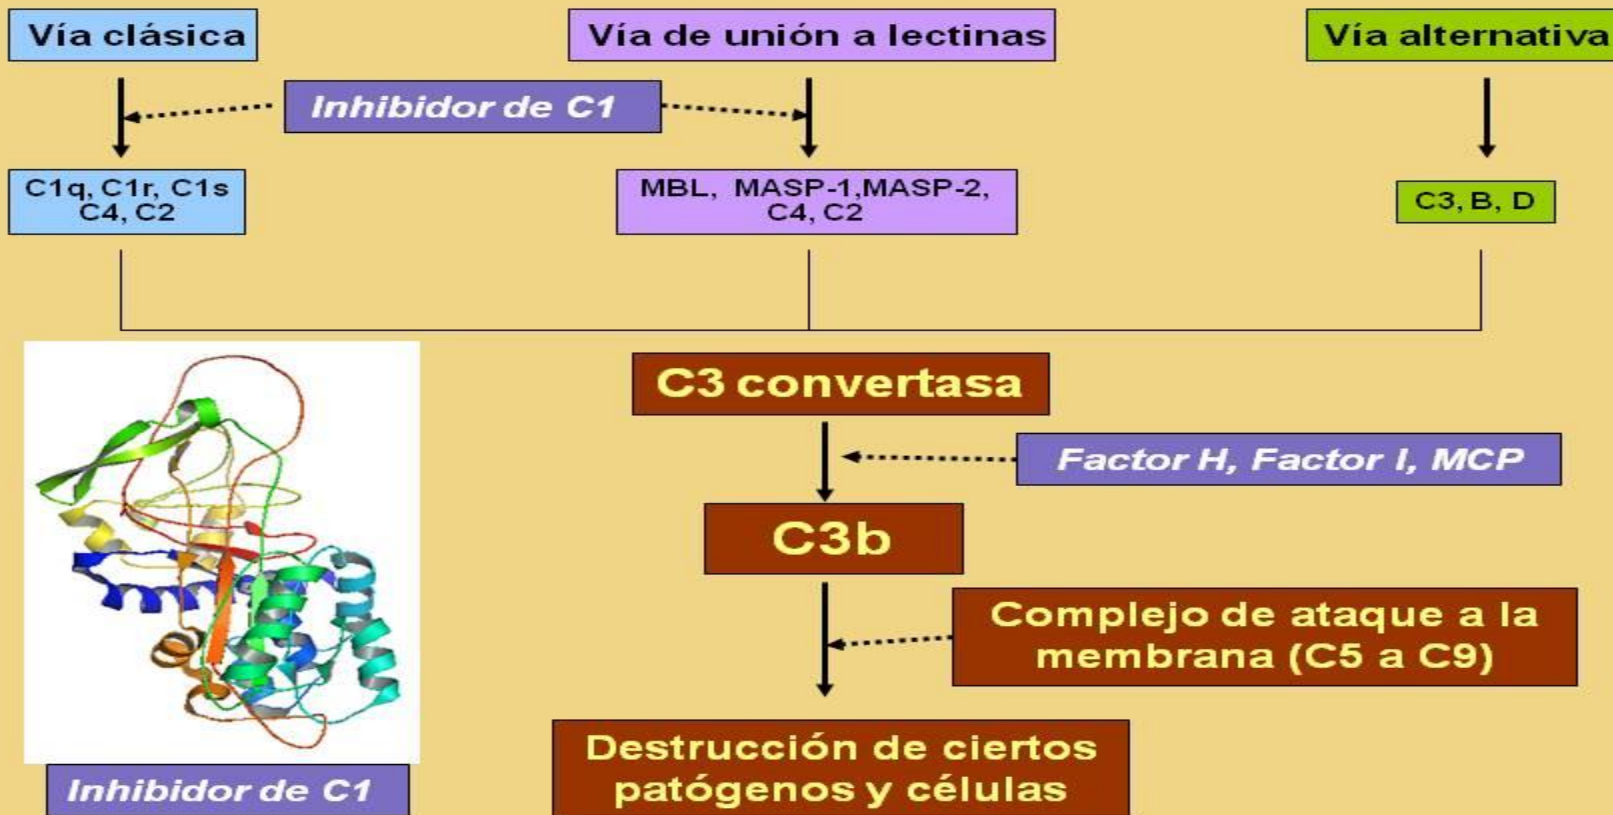 Vía clásica
Vía de unión a lectinas
Vía alternativa
Inhibidor de C1
C1q, C1r, C1s
C4, C2
MBL, MASP-1,MASP-2,
C4, C2
C3, B, D
C3 convertasa
Factor H, Factor I, MCP
C3b
Complejo de ataque a la
membrana (C5 a C9)
Destrucción de ciertos
patógenos y células
Inhibidor de C1